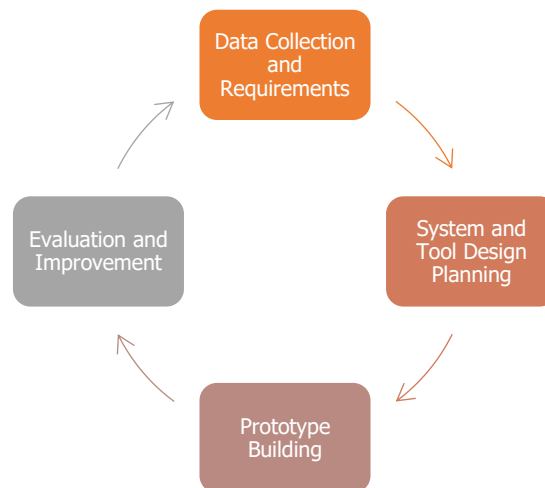 Data Collection
and
Requirements
System and
Tool Design
Planning
Prototype
Building
Evaluation and
Improvement